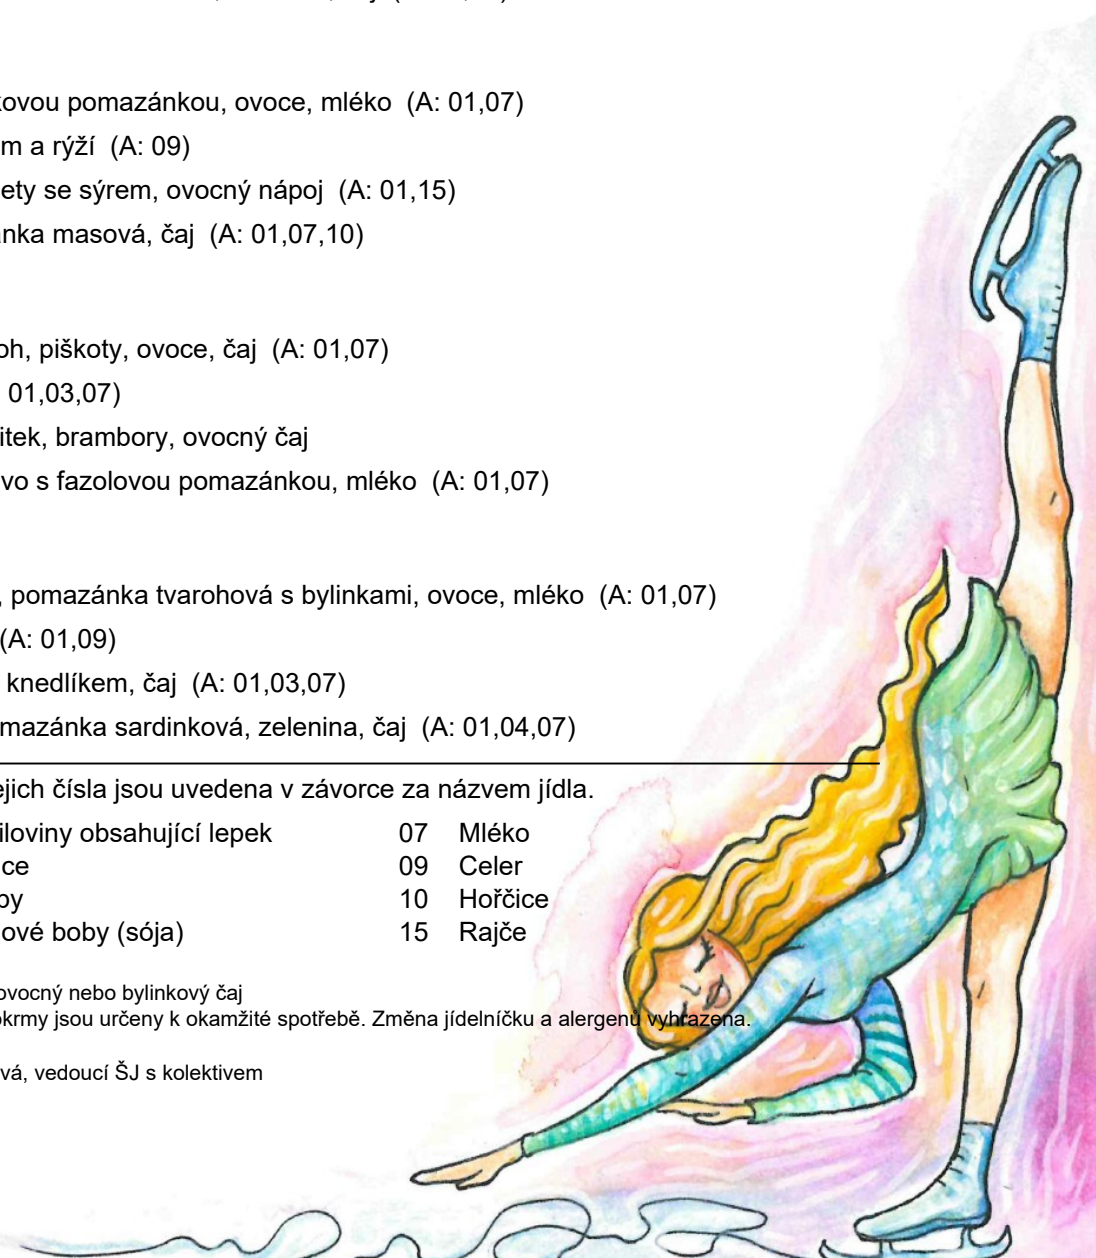 kovou pomazánkou, ovoce, mléko (A: 01,07)
m a rýží (A: 09)
ety se sýrem, ovocný nápoj (A: 01,15)
nka masová, čaj (A: 01,07,10)
oh, piškoty, ovoce, čaj (A: 01,07)
01,03,07)
itek, brambory, ovocný čaj
vo s fazolovou pomazánkou, mléko (A: 01,07)
, pomazánka tvarohová s bylinkami, ovoce, mléko (A: 01,07)
(A: 01,09)
knedlíkem, čaj (A: 01,03,07)
mazánka sardinková, zelenina, čaj (A: 01,04,07)
ejich čísla jsou uvedena v závorce za názvem jídla.
iloviny obsahující lepek 07 Mléko
ce 09 Celer
by 10 Hořčice
ové boby (sója) 15 Rajče
ovocný nebo bylinkový čaj
okrmy jsou určeny k okamžité spotřebě. Změna jídelníčku a alergenů vyhrazena.
vá, vedoucí ŠJ s kolektivem